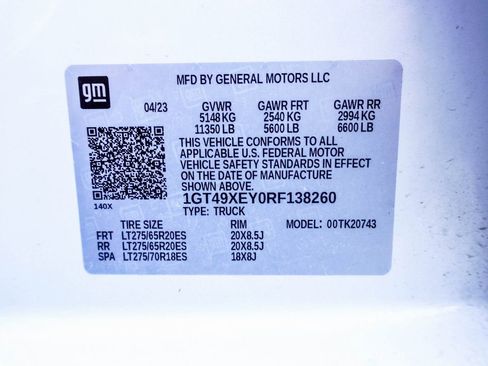 gm
MFD BY GENERAL MOTORS LLC
04/23 GVWR GAWR FRT GAWR RR
5148 KG 2540 KG 2994 KG
11350 LB 5600 LB 6600 LB
THIS VEHICLE CONFORMS TO ALL
APPLICABLE U.S. FEDERAL MOTOR
VEHICLE SAFETY STANDARDS IN EFFECT
ON THE DATE OF MANUFACTURE
SHOWN ABOVE.
1GT49XEY0RF138260
140X
TYPE: TRUCK
TIRE SIZE RIM MODEL: 00TK20743
FRT LT275/65R20ES 20X8.5J
RR LT275/65R20ES 20X8.5J
SPA LT275/70R18ES 18X8J